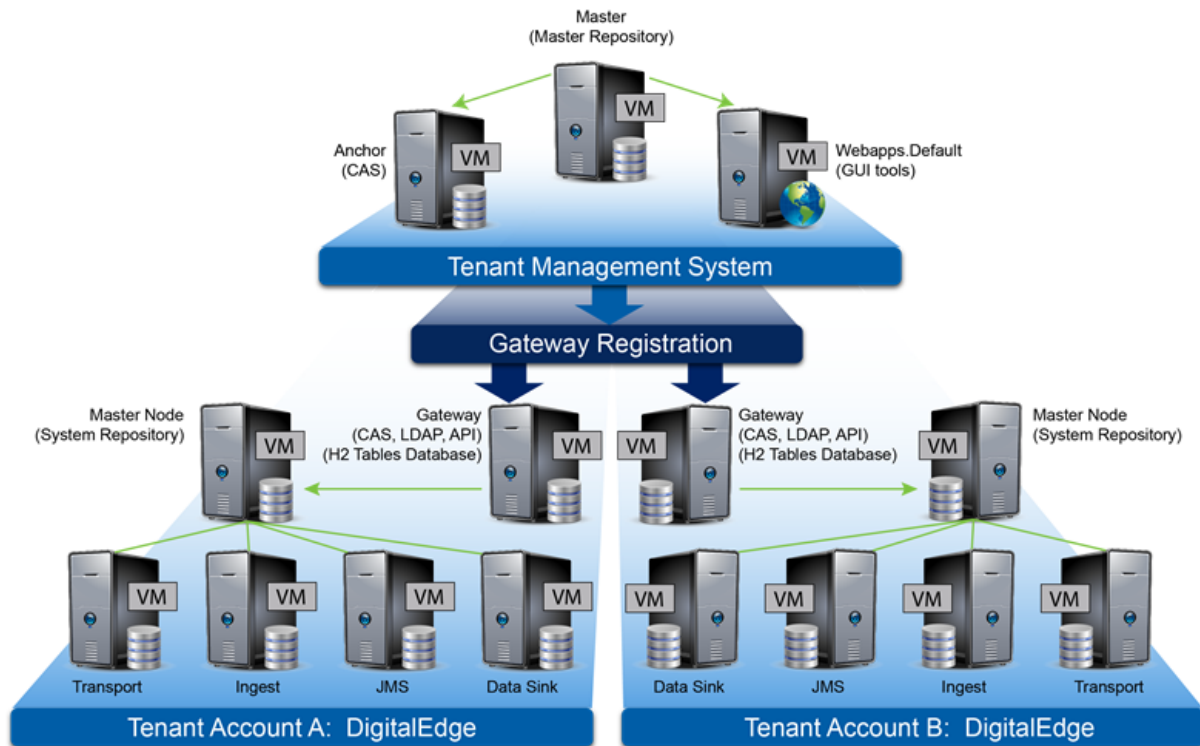 Master
(Master Repository)
Anchor
(CAS)
VM
VM
VM
Webapps.Default
(GUI tools)
Tenant Management System
Gateway Registration
Master Node
(System Repository)
VM
Gateway
(CAS, LDAP, API)
(H2 Tables Database)
VM
VM
Gateway
(CAS, LDAP, API)
(H2 Tables Database)
VM
Master Node
(System Repository)
VM
VM
VM
VM
VM
VM
VM
VM
Transport
Ingest
JMS
Data Sink
Data Sink
JMS
Ingest
Transport
Tenant Account A: DigitalEdge
Tenant Account B: DigitalEdge